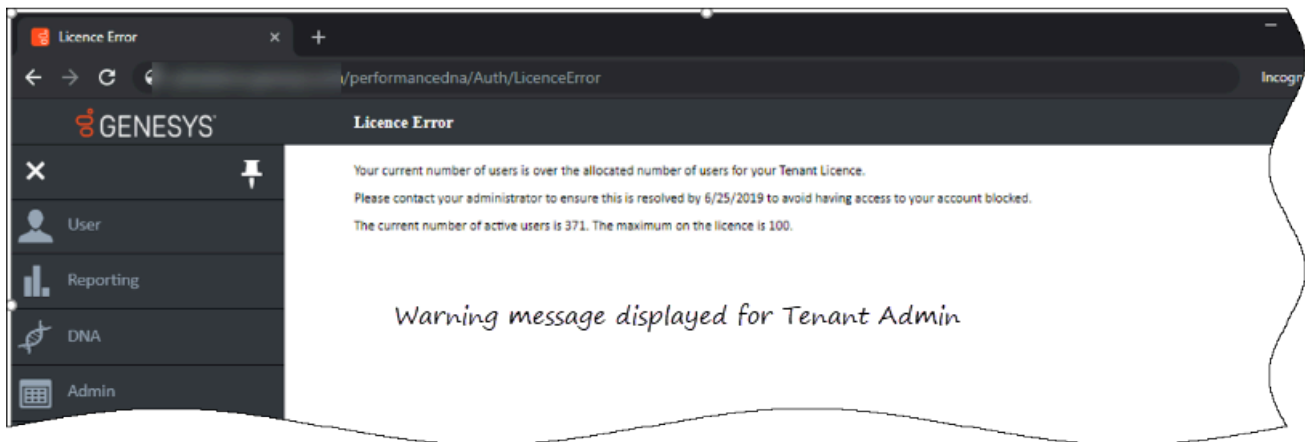 Licence Error
/performancedna/Auth/LicenceError
GENESYS
Licence Error
Your current number of users is over the allocated number of users for your Tenant Licence.
Please contact your administrator to ensure this is resolved by 6/25/2019 to avoid having access to your account blocked.
The current number of active users is 371. The maximum on the licence is 100.
User
Reporting
Warning message displayed for Tenant Admin
DNA
Admin